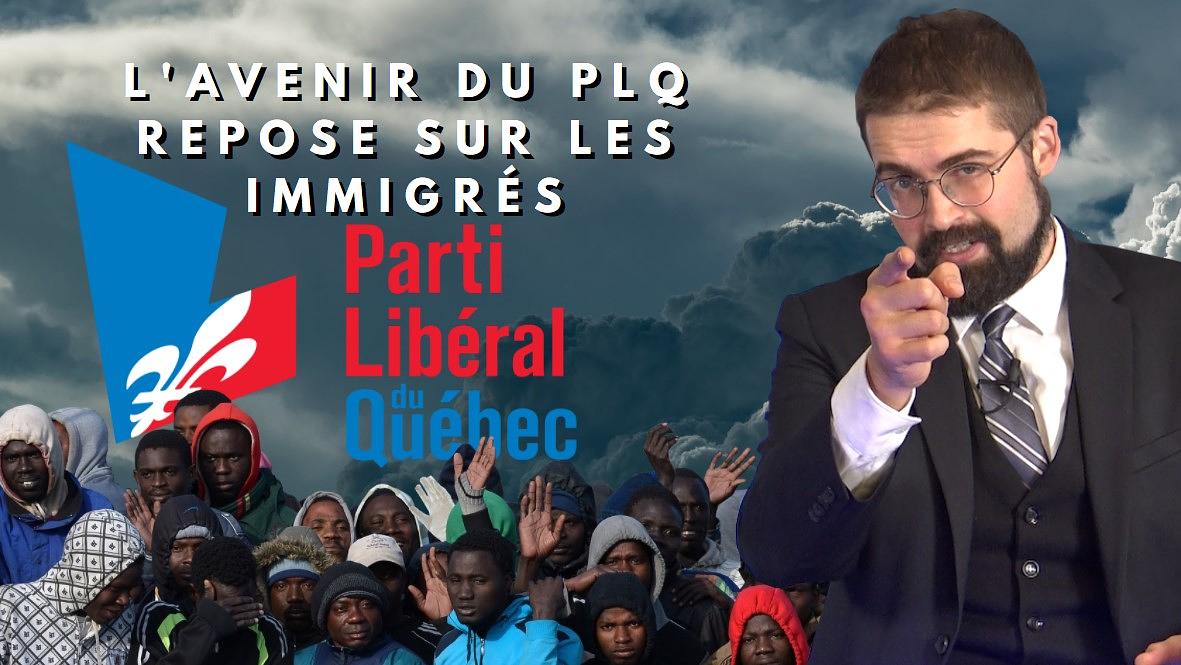 L'AVENIR DU PLQ
REPOSE SUR LES
IMMIGRÉS
Parti
Libéral
du
Québec